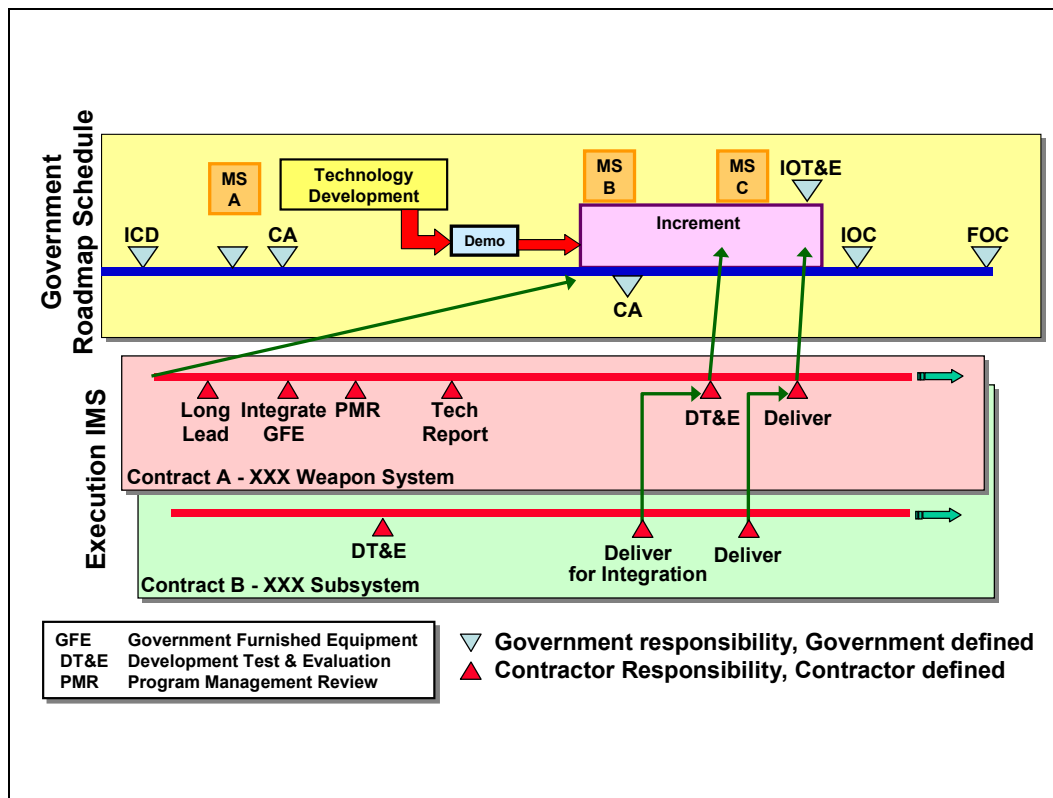 Government
Roadmap Schedule
MS
A
Technology
Development
MS
B
MS
C
IOT&E
ICD
CA
Demo
Increment
IOC
FOC
CA
Execution IMS
Long
Lead
Integrate
GFE
PMR
Tech
Report
DT&E
Deliver
Contract A - XXX Weapon System
DT&E
Deliver
for Integration
Deliver
Contract B - XXX Subsystem
GFE Government Furnished Equipment
DT&E Development Test & Evaluation
PMR Program Management Review
Government responsibility, Government defined
Contractor Responsibility, Contractor defined